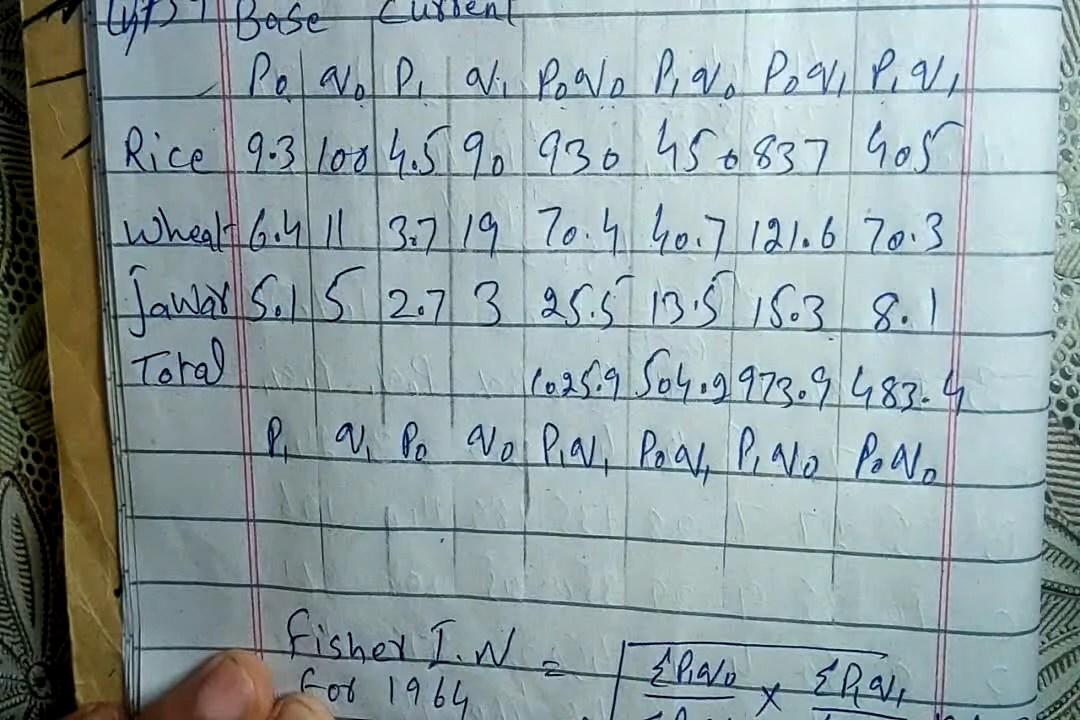 Base Current
P₀ q₀ P₁ q₁ P₀q₀ P₁q₀ P₀q₁ P₁q₁
Rice 9.3 100 4.5 90 930 450 837 405
Wheat 6.4 11 3.7 19 70.4 40.7 121.6 70.3
Jawar 5.1 5 2.7 3 25.5 13.5 15.3 8.1
Total 1025.9 504.2 973.9 483.4
P₁ q₁ P₀ q₀ P₁q₁ P₀q₁ P₁q₀ P₀q₀
Fisher I.N = √ ΣP₁q₀ × ΣP₁q₁
for 1964